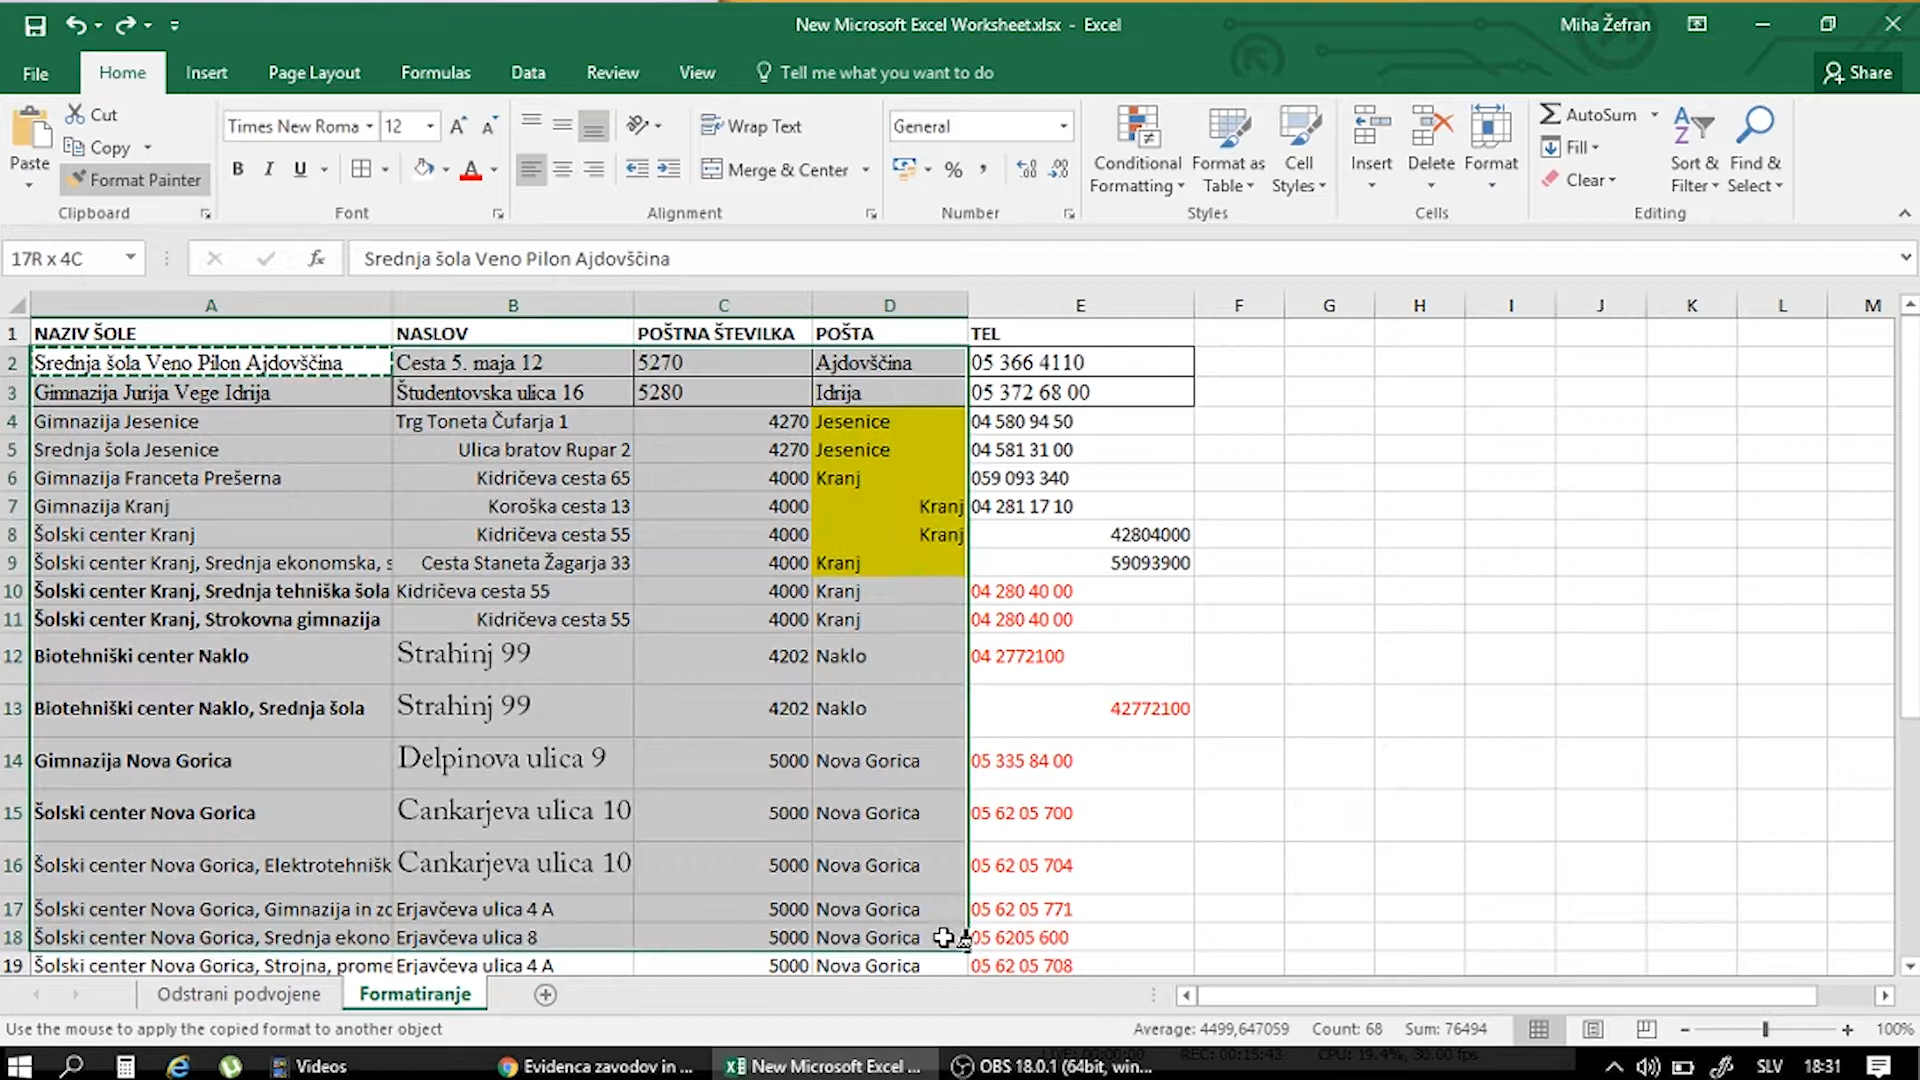 New Microsoft Excel Worksheet.xlsx - Excel
Miha Žefran
File Home Insert Page Layout Formulas Data Review View Tell me what you want to do Share
Paste
Cut
Copy
Format Painter
Clipboard
Times New Roma 12
B I U
Font
Wrap Text
Merge & Center
Alignment
General
Number
Conditional Formatting
Format as Table
Cell Styles
Styles
Insert Delete Format
Cells
AutoSum
Fill
Clear
Sort & Filter
Find & Select
Editing
17R x 4C fx Srednja šola Veno Pilon Ajdovščina
A B C D E F G H I J K L M
1 NAZIV ŠOLE NASLOV POŠTNA ŠTEVILKA POŠTA TEL
2 Srednja šola Veno Pilon Ajdovščina Cesta 5. maja 12 5270 Ajdovščina 05 366 4110
3 Gimnazija Jurija Vege Idrija Študentovska ulica 16 5280 Idrija 05 372 68 00
4 Gimnazija Jesenice Trg Toneta Čufarja 1 4270 Jesenice 04 580 94 50
5 Srednja šola Jesenice Ulica bratov Rupar 2 4270 Jesenice 04 581 31 00
6 Gimnazija Franceta Prešerna Kidričeva cesta 65 4000 Kranj 059 093 340
7 Gimnazija Kranj Koroška cesta 13 4000 Kranj 04 281 17 10
8 Šolski center Kranj Kidričeva cesta 55 4000 Kranj 42804000
9 Šolski center Kranj, Srednja ekonomska, s Cesta Staneta Žagarja 33 4000 Kranj 59093900
10 Šolski center Kranj, Srednja tehniška šola Kidričeva cesta 55 4000 Kranj 04 280 40 00
11 Šolski center Kranj, Strokovna gimnazija Kidričeva cesta 55 4000 Kranj 04 280 40 00
12 Biotehniški center Naklo Strahinj 99 4202 Naklo 04 2772100
13 Biotehniški center Naklo, Srednja šola Strahinj 99 4202 Naklo 42772100
14 Gimnazija Nova Gorica Delpinova ulica 9 5000 Nova Gorica 05 335 84 00
15 Šolski center Nova Gorica Cankarjeva ulica 10 5000 Nova Gorica 05 62 05 700
16 Šolski center Nova Gorica, Elektrotehnišk Cankarjeva ulica 10 5000 Nova Gorica 05 62 05 704
17 Šolski center Nova Gorica, Gimnazija in zd Erjavčeva ulica 4 A 5000 Nova Gorica 05 62 05 771
18 Šolski center Nova Gorica, Srednja ekono Erjavčeva ulica 8 5000 Nova Gorica 05 6205 600
19 Šolski center Nova Gorica, Strojna, prome Erjavčeva ulica 4 A 5000 Nova Gorica 05 62 05 708
Odstrani podvojene Formatiranje
Use the mouse to apply the copied format to another object Average: 4499,647059 Count: 68 Sum: 76494 100%
LIVE: 00:00:00 REC: 00:15:43 CPU: 19.4%, 30.00 fps
Videos Evidenca zavodov in ... New Microsoft Excel ... OBS 18.0.1 (64bit, win... SLV 18:31